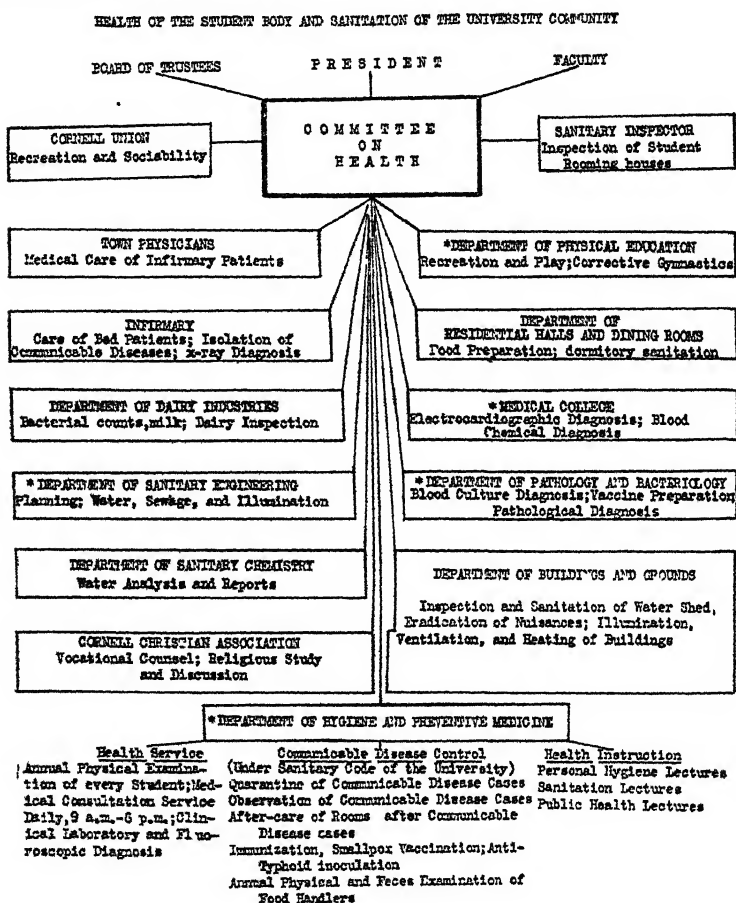 HEALTH OF THE STUDENT BODY AND SANITATION OF THE UNIVERSITY COMMUNITY
BOARD OF TRUSTEES
PRESIDENT
FACULTY
COMMITTEE
ON
HEALTH
CORNELL UNION
Recreation and Sociability
SANITARY INSPECTOR
Inspection of Student
Rooming houses
TOWN PHYSICIANS
Medical Care of Infirmary Patients
*DEPARTMENT OF PHYSICAL EDUCATION
Recreation and Play;Corrective Gymnastics
INFIRMARY
Care of Bed Patients; Isolation of
Communicable Diseases; x-ray Diagnosis
DEPARTMENT OF
RESIDENTIAL HALLS AND DINING ROOMS
Food Preparation; dormitory sanitation
DEPARTMENT OF DAIRY INDUSTRIES
Bacterial counts,milk; Dairy Inspection
*MEDICAL COLLEGE
Electrocardiographic Diagnosis; Blood
Chemical Diagnosis
*DEPARTMENT OF SANITARY ENGINEERING
Planning; Water, Sewage, and Illumination
*DEPARTMENT OF PATHOLOGY AND BACTERIOLOGY
Blood Culture Diagnosis;Vaccine Preparation
Pathological Diagnosis
DEPARTMENT OF SANITARY CHEMISTRY
Water Analysis and Reports
DEPARTMENT OF BUILDINGS AND GROUNDS
Inspection and Sanitation of Water Shed,
Eradication of Nuisances; Illumination,
Ventilation, and Heating of Buildings
CORNELL CHRISTIAN ASSOCIATION
Vocational Counsel; Religious Study
and Discussion
*DEPARTMENT OF HYGIENE AND PREVENTIVE MEDICINE
Health Service
Annual Physical Examina-
tion of every Student;Med-
ical Consultation Service
Daily,9 a.m.-6 p.m.;Clin-
ical Laboratory and Fluo-
roscopic Diagnosis
Communicable Disease Control
(Under Sanitary Code of the University)
Quarantine of Communicable Disease Cases
Observation of Communicable Disease Cases
After-care of Rooms after Communicable
Disease cases
Immunization, Smallpox Vaccination;Anti-
Typhoid inoculation
Annual Physical and Feces Examination of
Food Handlers
Health Instruction
Personal Hygiene Lectures
Sanitation Lectures
Public Health Lectures